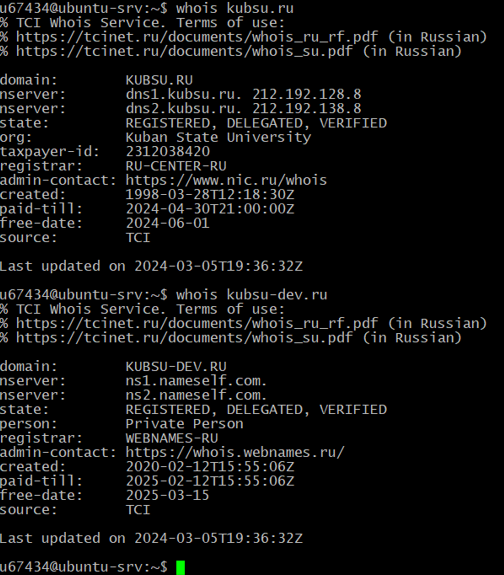 u67434@ubuntu-srv:~$ whois kubsu.ru
% TCI Whois Service. Terms of use:
% https://tcinet.ru/documents/whois_ru_rf.pdf (in Russian)
% https://tcinet.ru/documents/whois_su.pdf (in Russian)
domain: KUBSU.RU
nserver: dns1.kubsu.ru. 212.192.128.8
nserver: dns2.kubsu.ru. 212.192.138.8
state: REGISTERED, DELEGATED, VERIFIED
org: Kuban State University
taxpayer-id: 2312038420
registrar: RU-CENTER-RU
admin-contact: https://www.nic.ru/whois
created: 1998-03-28T12:18:30Z
paid-till: 2024-04-30T21:00:00Z
free-date: 2024-06-01
source: TCI
Last updated on 2024-03-05T19:36:32Z
u67434@ubuntu-srv:~$ whois kubsu-dev.ru
% TCI Whois Service. Terms of use:
% https://tcinet.ru/documents/whois_ru_rf.pdf (in Russian)
% https://tcinet.ru/documents/whois_su.pdf (in Russian)
domain: KUBSU-DEV.RU
nserver: ns1.nameself.com.
nserver: ns2.nameself.com.
state: REGISTERED, DELEGATED, VERIFIED
person: Private Person
registrar: WEBNAMES-RU
admin-contact: https://whois.webnames.ru/
created: 2020-02-12T15:55:06Z
paid-till: 2025-02-12T15:55:06Z
free-date: 2025-03-15
source: TCI
Last updated on 2024-03-05T19:36:32Z
u67434@ubuntu-srv:~$